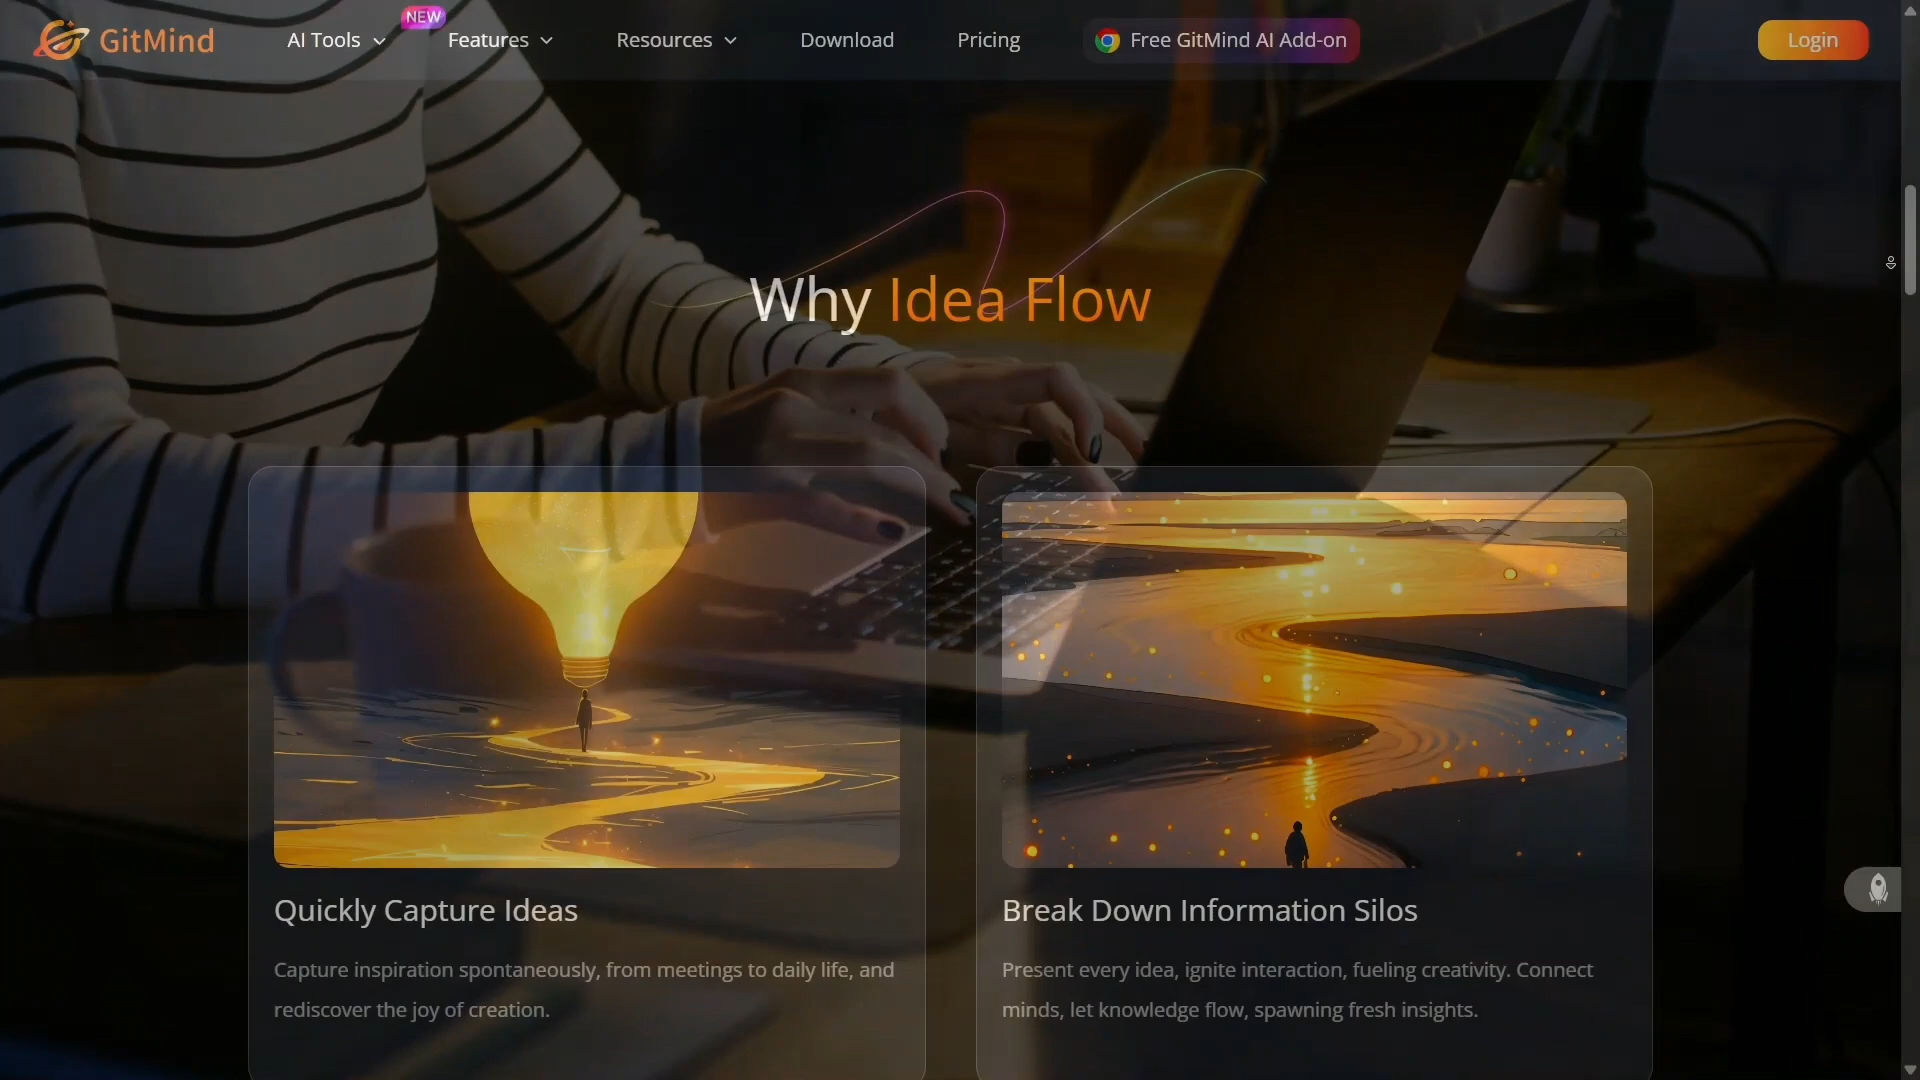 GitMind
AI Tools
NEW
Features
Resources
Download
Pricing
Free GitMind AI Add-on
Login
Why Idea Flow
Quickly Capture Ideas
Capture inspiration spontaneously, from meetings to daily life, and
rediscover the joy of creation.
Break Down Information Silos
Present every idea, ignite interaction, fueling creativity. Connect
minds, let knowledge flow, spawning fresh insights.